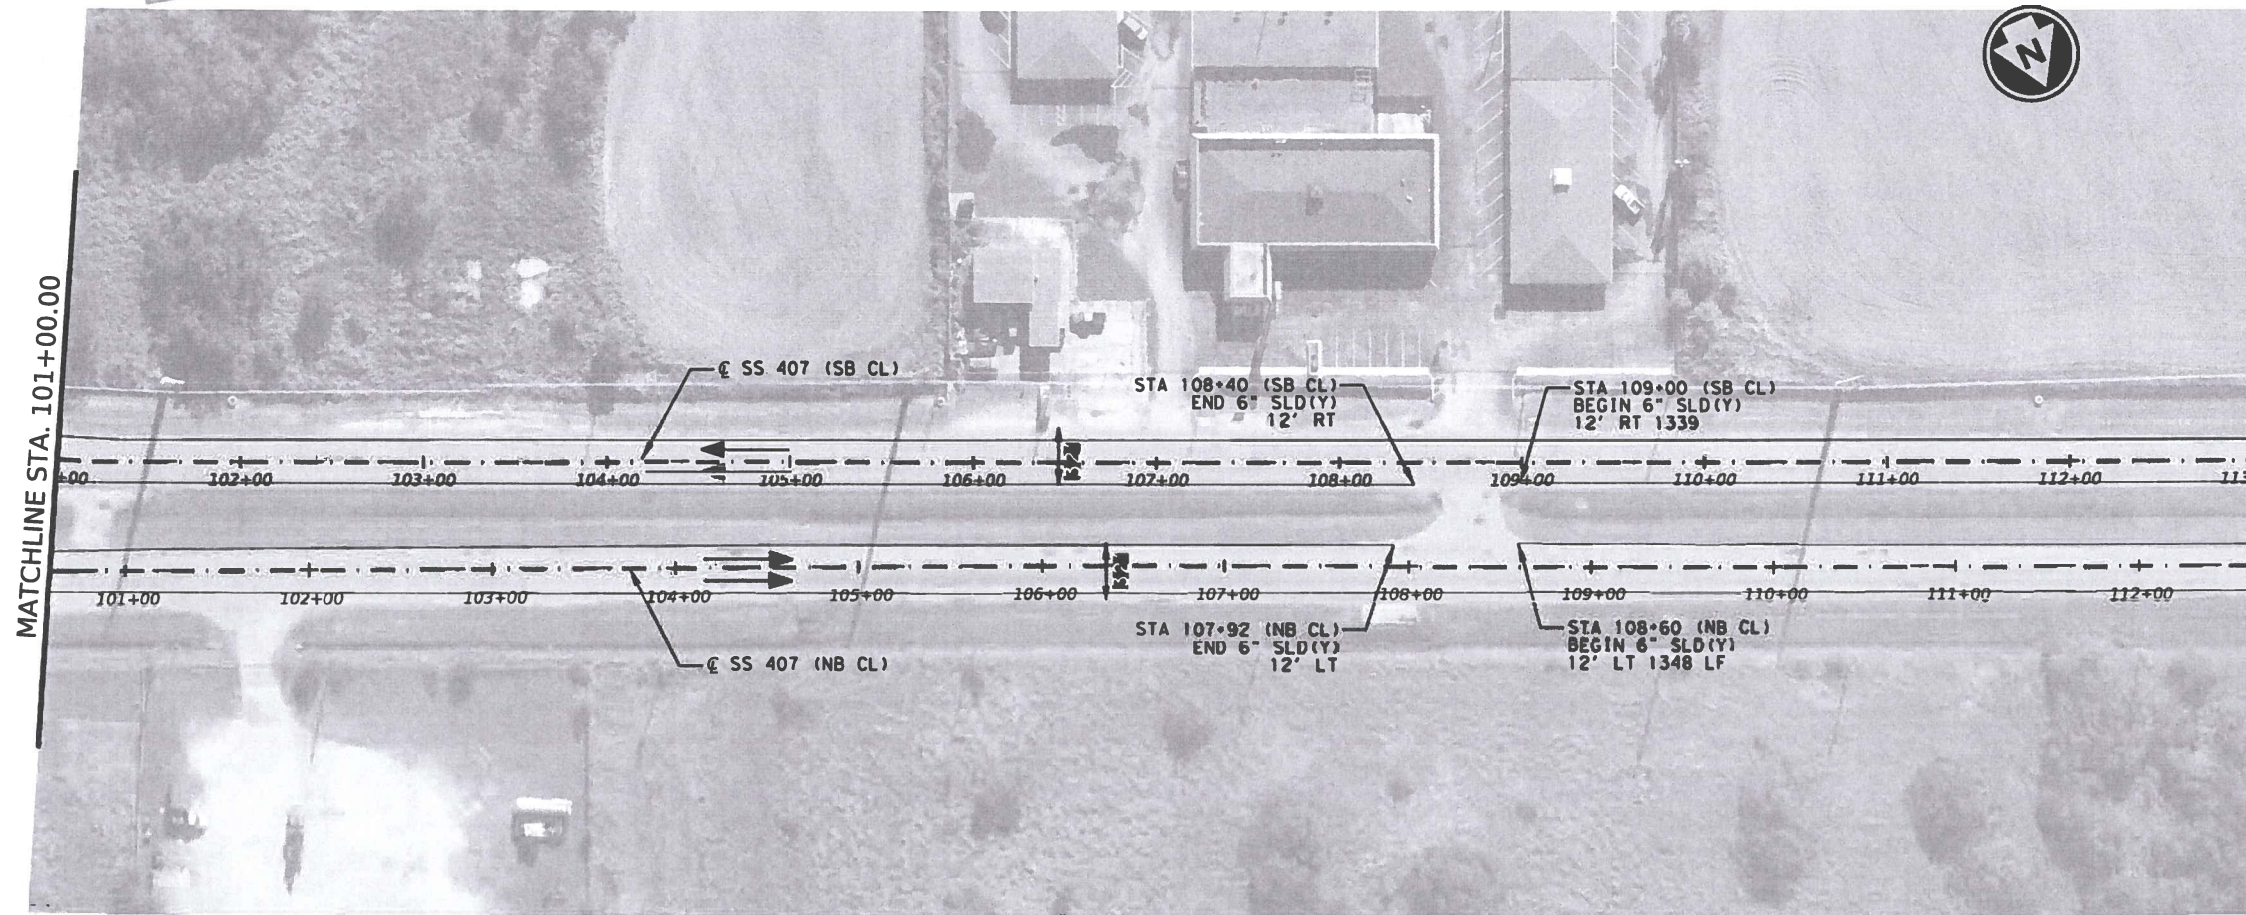 N
MATCHLINE STA. 101+00.00
℄ SS 407 (SB CL)
STA 108+40 (SB CL)
END 6" SLD(Y)
12' RT
STA 109+00 (SB CL)
BEGIN 6" SLD(Y)
12' RT 1339
+00 102+00 103+00 104+00 105+00 106+00 107+00 108+00 109+00 110+00 111+00 112+00 113
101+00 102+00 103+00 104+00 105+00 106+00 107+00 108+00 109+00 110+00 111+00 112+00
STA 107+92 (NB CL)
END 6" SLD(Y)
12' LT
STA 108+60 (NB CL)
BEGIN 6" SLD(Y)
12' LT 1348 LF
℄ SS 407 (NB CL)